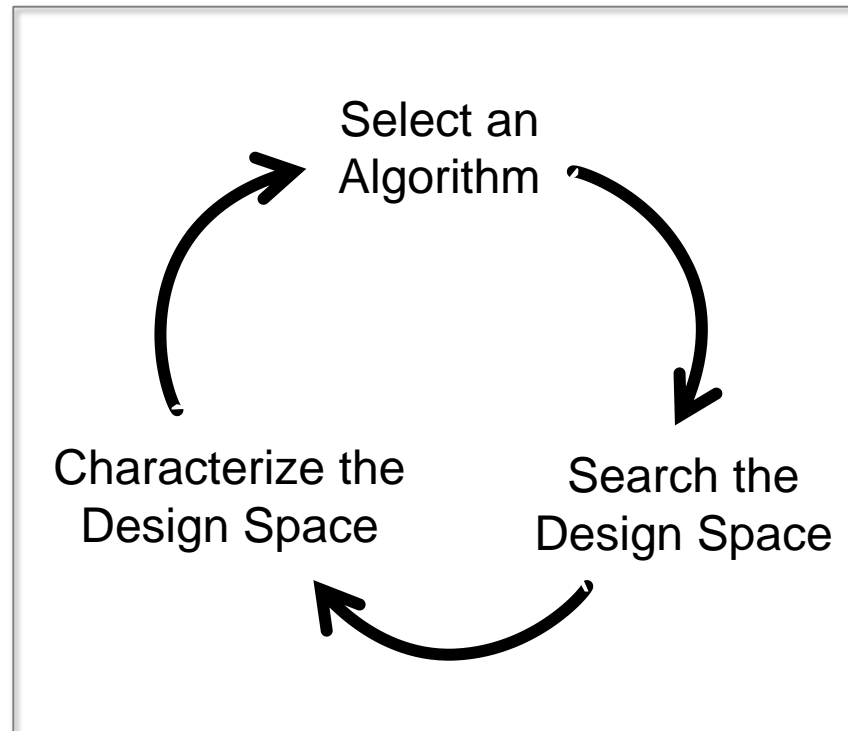 Select an
Algorithm
Characterize the
Design Space
Search the
Design Space